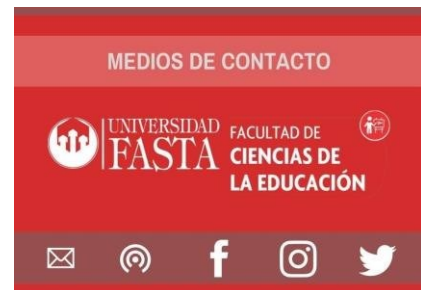 MEDIOS DE CONTACTO
UNIVERSIDAD
FASTA
FACULTAD DE
CIENCIAS DE
LA EDUCACIÓN